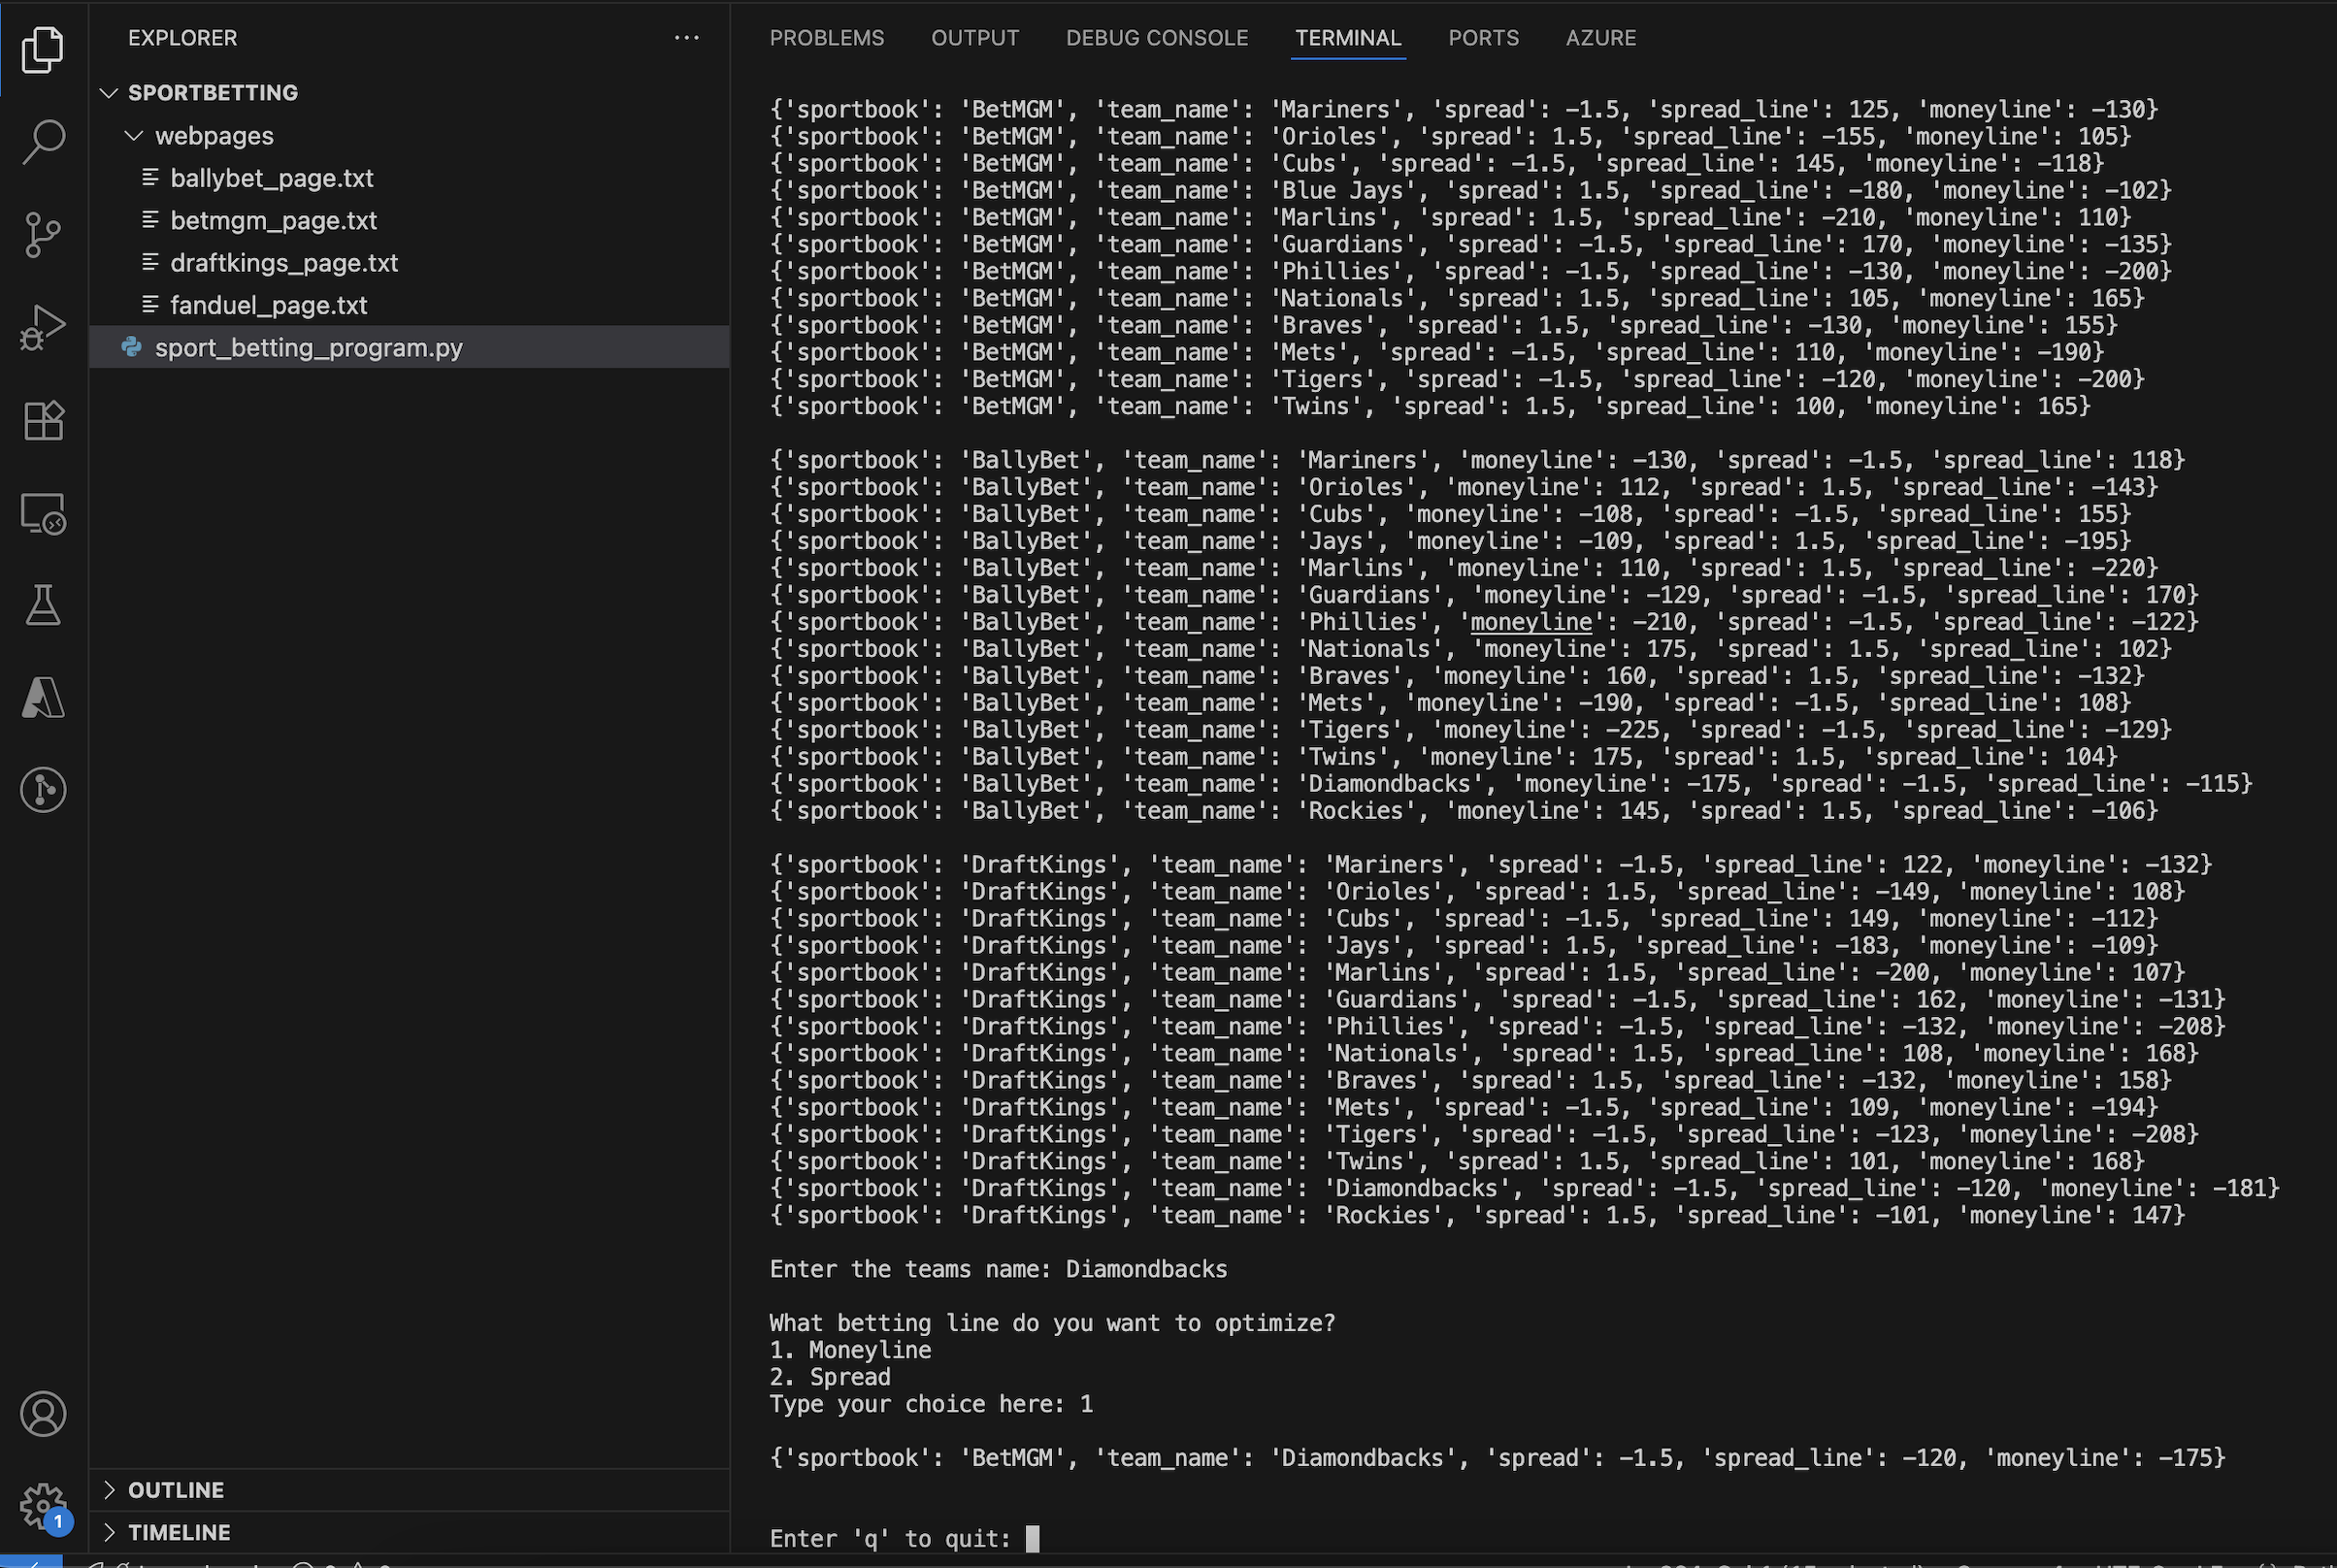 EXPLORER
SPORTBETTING
webpages
ballybet_page.txt
betmgm_page.txt
draftkings_page.txt
fanduel_page.txt
sport_betting_program.py
OUTLINE
TIMELINE
1
PROBLEMS OUTPUT DEBUG CONSOLE TERMINAL PORTS AZURE
{'sportbook': 'BetMGM', 'team_name': 'Mariners', 'spread': -1.5, 'spread_line': 125, 'moneyline': -130}
{'sportbook': 'BetMGM', 'team_name': 'Orioles', 'spread': 1.5, 'spread_line': -155, 'moneyline': 105}
{'sportbook': 'BetMGM', 'team_name': 'Cubs', 'spread': -1.5, 'spread_line': 145, 'moneyline': -118}
{'sportbook': 'BetMGM', 'team_name': 'Blue Jays', 'spread': 1.5, 'spread_line': -180, 'moneyline': -102}
{'sportbook': 'BetMGM', 'team_name': 'Marlins', 'spread': 1.5, 'spread_line': -210, 'moneyline': 110}
{'sportbook': 'BetMGM', 'team_name': 'Guardians', 'spread': -1.5, 'spread_line': 170, 'moneyline': -135}
{'sportbook': 'BetMGM', 'team_name': 'Phillies', 'spread': -1.5, 'spread_line': -130, 'moneyline': -200}
{'sportbook': 'BetMGM', 'team_name': 'Nationals', 'spread': 1.5, 'spread_line': 105, 'moneyline': 165}
{'sportbook': 'BetMGM', 'team_name': 'Braves', 'spread': 1.5, 'spread_line': -130, 'moneyline': 155}
{'sportbook': 'BetMGM', 'team_name': 'Mets', 'spread': -1.5, 'spread_line': 110, 'moneyline': -190}
{'sportbook': 'BetMGM', 'team_name': 'Tigers', 'spread': -1.5, 'spread_line': -120, 'moneyline': -200}
{'sportbook': 'BetMGM', 'team_name': 'Twins', 'spread': 1.5, 'spread_line': 100, 'moneyline': 165}
{'sportbook': 'BallyBet', 'team_name': 'Mariners', 'moneyline': -130, 'spread': -1.5, 'spread_line': 118}
{'sportbook': 'BallyBet', 'team_name': 'Orioles', 'moneyline': 112, 'spread': 1.5, 'spread_line': -143}
{'sportbook': 'BallyBet', 'team_name': 'Cubs', 'moneyline': -108, 'spread': -1.5, 'spread_line': 155}
{'sportbook': 'BallyBet', 'team_name': 'Jays', 'moneyline': -109, 'spread': 1.5, 'spread_line': -195}
{'sportbook': 'BallyBet', 'team_name': 'Marlins', 'moneyline': 110, 'spread': 1.5, 'spread_line': -220}
{'sportbook': 'BallyBet', 'team_name': 'Guardians', 'moneyline': -129, 'spread': -1.5, 'spread_line': 170}
{'sportbook': 'BallyBet', 'team_name': 'Phillies', 'moneyline': -210, 'spread': -1.5, 'spread_line': -122}
{'sportbook': 'BallyBet', 'team_name': 'Nationals', 'moneyline': 175, 'spread': 1.5, 'spread_line': 102}
{'sportbook': 'BallyBet', 'team_name': 'Braves', 'moneyline': 160, 'spread': 1.5, 'spread_line': -132}
{'sportbook': 'BallyBet', 'team_name': 'Mets', 'moneyline': -190, 'spread': -1.5, 'spread_line': 108}
{'sportbook': 'BallyBet', 'team_name': 'Tigers', 'moneyline': -225, 'spread': -1.5, 'spread_line': -129}
{'sportbook': 'BallyBet', 'team_name': 'Twins', 'moneyline': 175, 'spread': 1.5, 'spread_line': 104}
{'sportbook': 'BallyBet', 'team_name': 'Diamondbacks', 'moneyline': -175, 'spread': -1.5, 'spread_line': -115}
{'sportbook': 'BallyBet', 'team_name': 'Rockies', 'moneyline': 145, 'spread': 1.5, 'spread_line': -106}
{'sportbook': 'DraftKings', 'team_name': 'Mariners', 'spread': -1.5, 'spread_line': 122, 'moneyline': -132}
{'sportbook': 'DraftKings', 'team_name': 'Orioles', 'spread': 1.5, 'spread_line': -149, 'moneyline': 108}
{'sportbook': 'DraftKings', 'team_name': 'Cubs', 'spread': -1.5, 'spread_line': 149, 'moneyline': -112}
{'sportbook': 'DraftKings', 'team_name': 'Jays', 'spread': 1.5, 'spread_line': -183, 'moneyline': -109}
{'sportbook': 'DraftKings', 'team_name': 'Marlins', 'spread': 1.5, 'spread_line': -200, 'moneyline': 107}
{'sportbook': 'DraftKings', 'team_name': 'Guardians', 'spread': -1.5, 'spread_line': 162, 'moneyline': -131}
{'sportbook': 'DraftKings', 'team_name': 'Phillies', 'spread': -1.5, 'spread_line': -132, 'moneyline': -208}
{'sportbook': 'DraftKings', 'team_name': 'Nationals', 'spread': 1.5, 'spread_line': 108, 'moneyline': 168}
{'sportbook': 'DraftKings', 'team_name': 'Braves', 'spread': 1.5, 'spread_line': -132, 'moneyline': 158}
{'sportbook': 'DraftKings', 'team_name': 'Mets', 'spread': -1.5, 'spread_line': 109, 'moneyline': -194}
{'sportbook': 'DraftKings', 'team_name': 'Tigers', 'spread': -1.5, 'spread_line': -123, 'moneyline': -208}
{'sportbook': 'DraftKings', 'team_name': 'Twins', 'spread': 1.5, 'spread_line': 101, 'moneyline': 168}
{'sportbook': 'DraftKings', 'team_name': 'Diamondbacks', 'spread': -1.5, 'spread_line': -120, 'moneyline': -181}
{'sportbook': 'DraftKings', 'team_name': 'Rockies', 'spread': 1.5, 'spread_line': -101, 'moneyline': 147}
Enter the teams name: Diamondbacks
What betting line do you want to optimize?
1. Moneyline
2. Spread
Type your choice here: 1
{'sportbook': 'BetMGM', 'team_name': 'Diamondbacks', 'spread': -1.5, 'spread_line': -120, 'moneyline': -175}
Enter 'q' to quit: